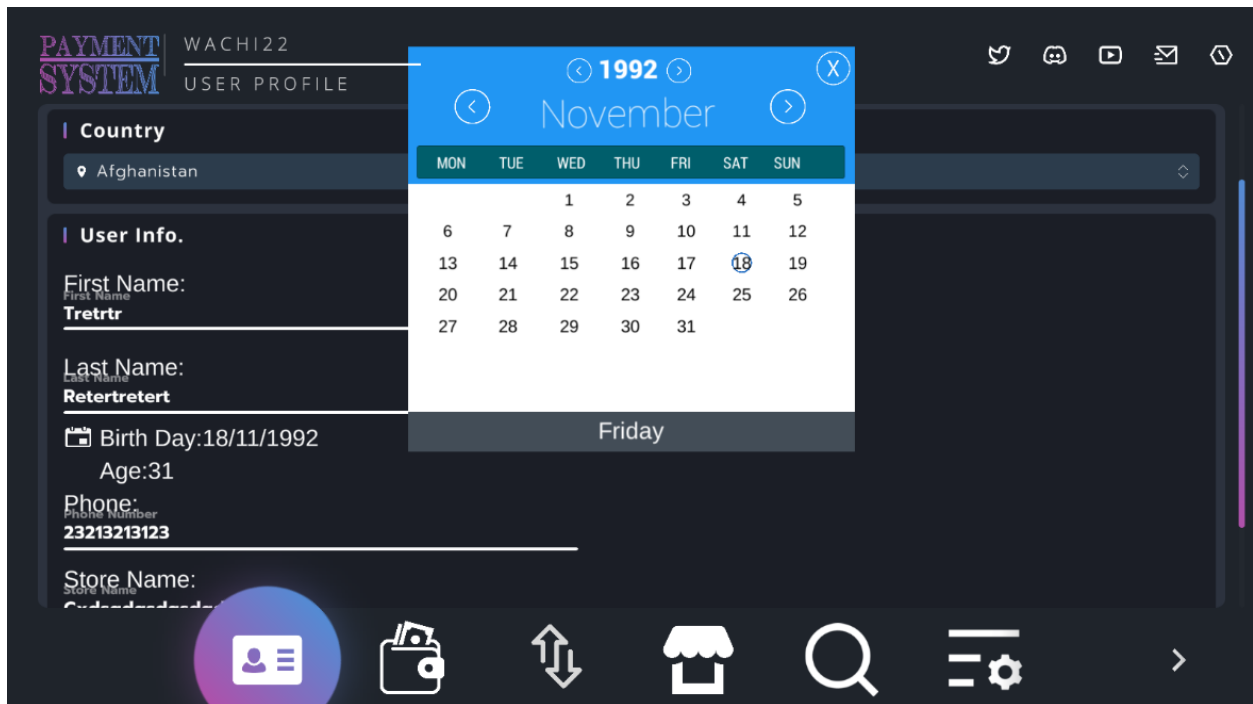 PAYMENT
SYSTEM
WACHI22
USER PROFILE
Country
Afghanistan
1992
X
November
MON TUE WED THU FRI SAT SUN
1 2 3 4 5
6 7 8 9 10 11 12
13 14 15 16 17 18 19
20 21 22 23 24 25 26
27 28 29 30 31
Friday
User Info.
First Name:
First Name
Tretrtr
Last Name:
Last Name
Retertretert
Birth Day:18/11/1992
Age:31
Phone:
Phone Number
23213213123
Store Name:
Store Name